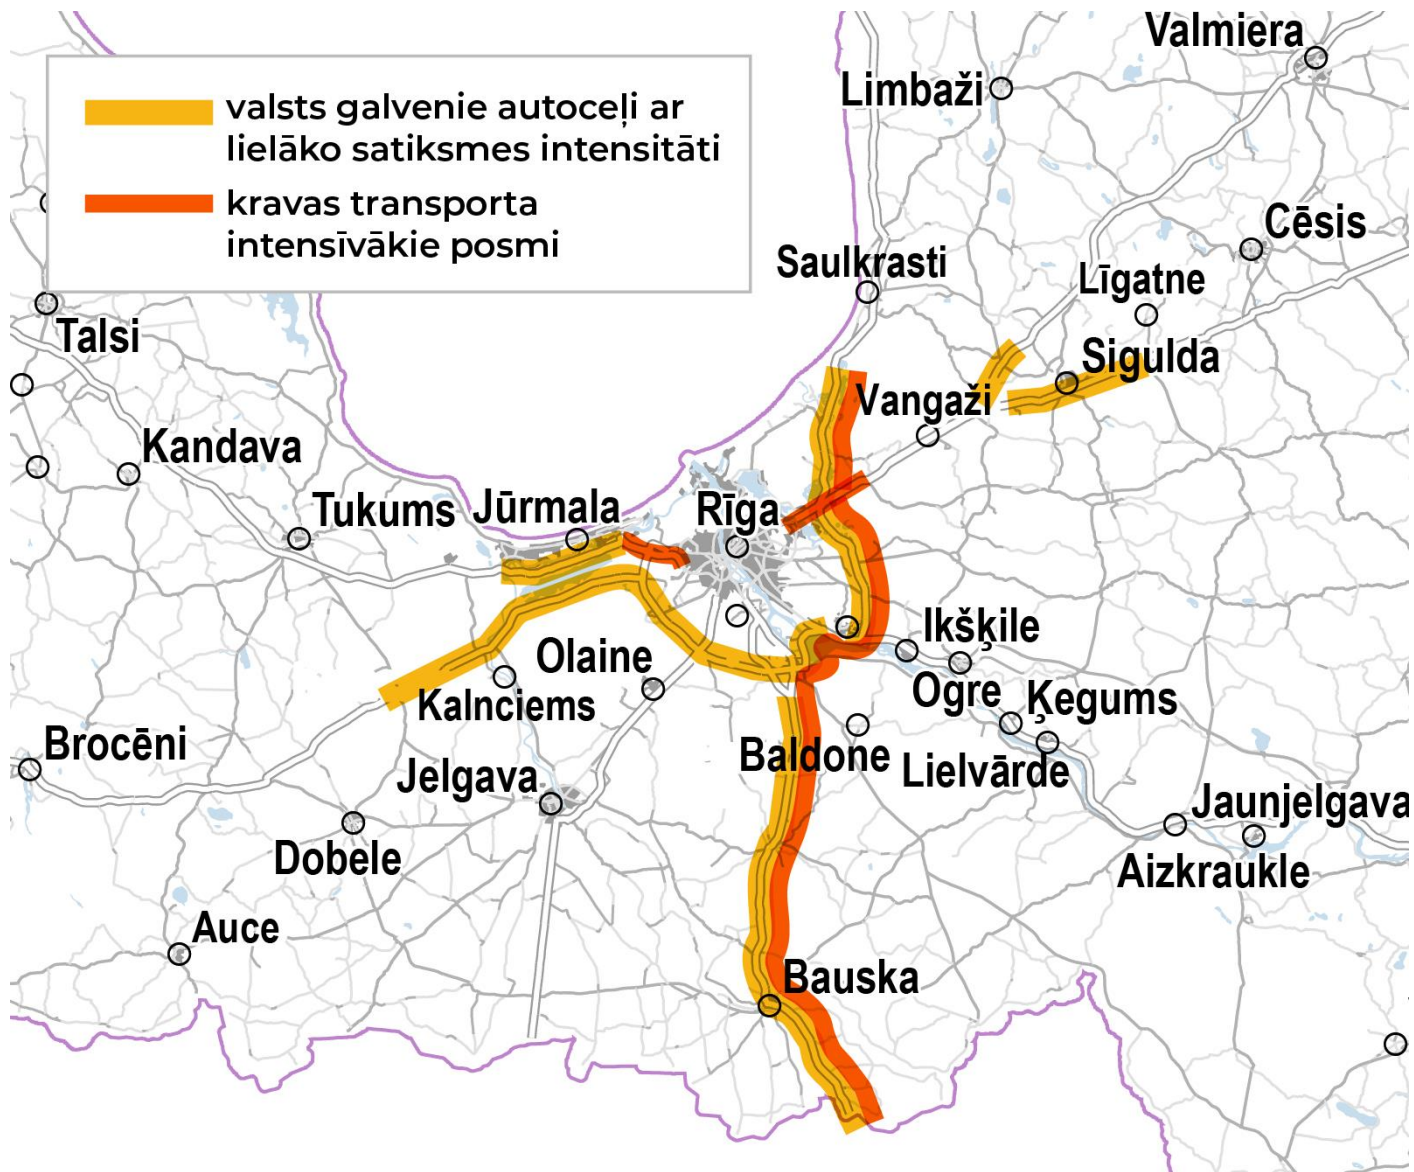 valsts galvenie autoceļi ar
lielāko satiksmes intensitāti
kravas transporta
intensīvākie posmi
Valmiera
Limbaži
Cēsis
Saulkrasti
Līgatne
Talsi
Sigulda
Vangaži
Kandava
Tukums
Jūrmala
Rīga
Ikšķile
Olaine
Ogre
Ķegums
Kalnciems
Brocēni
Baldone
Lielvārde
Jelgava
Jaunjelgava
Dobele
Aizkraukle
Auce
Bauska